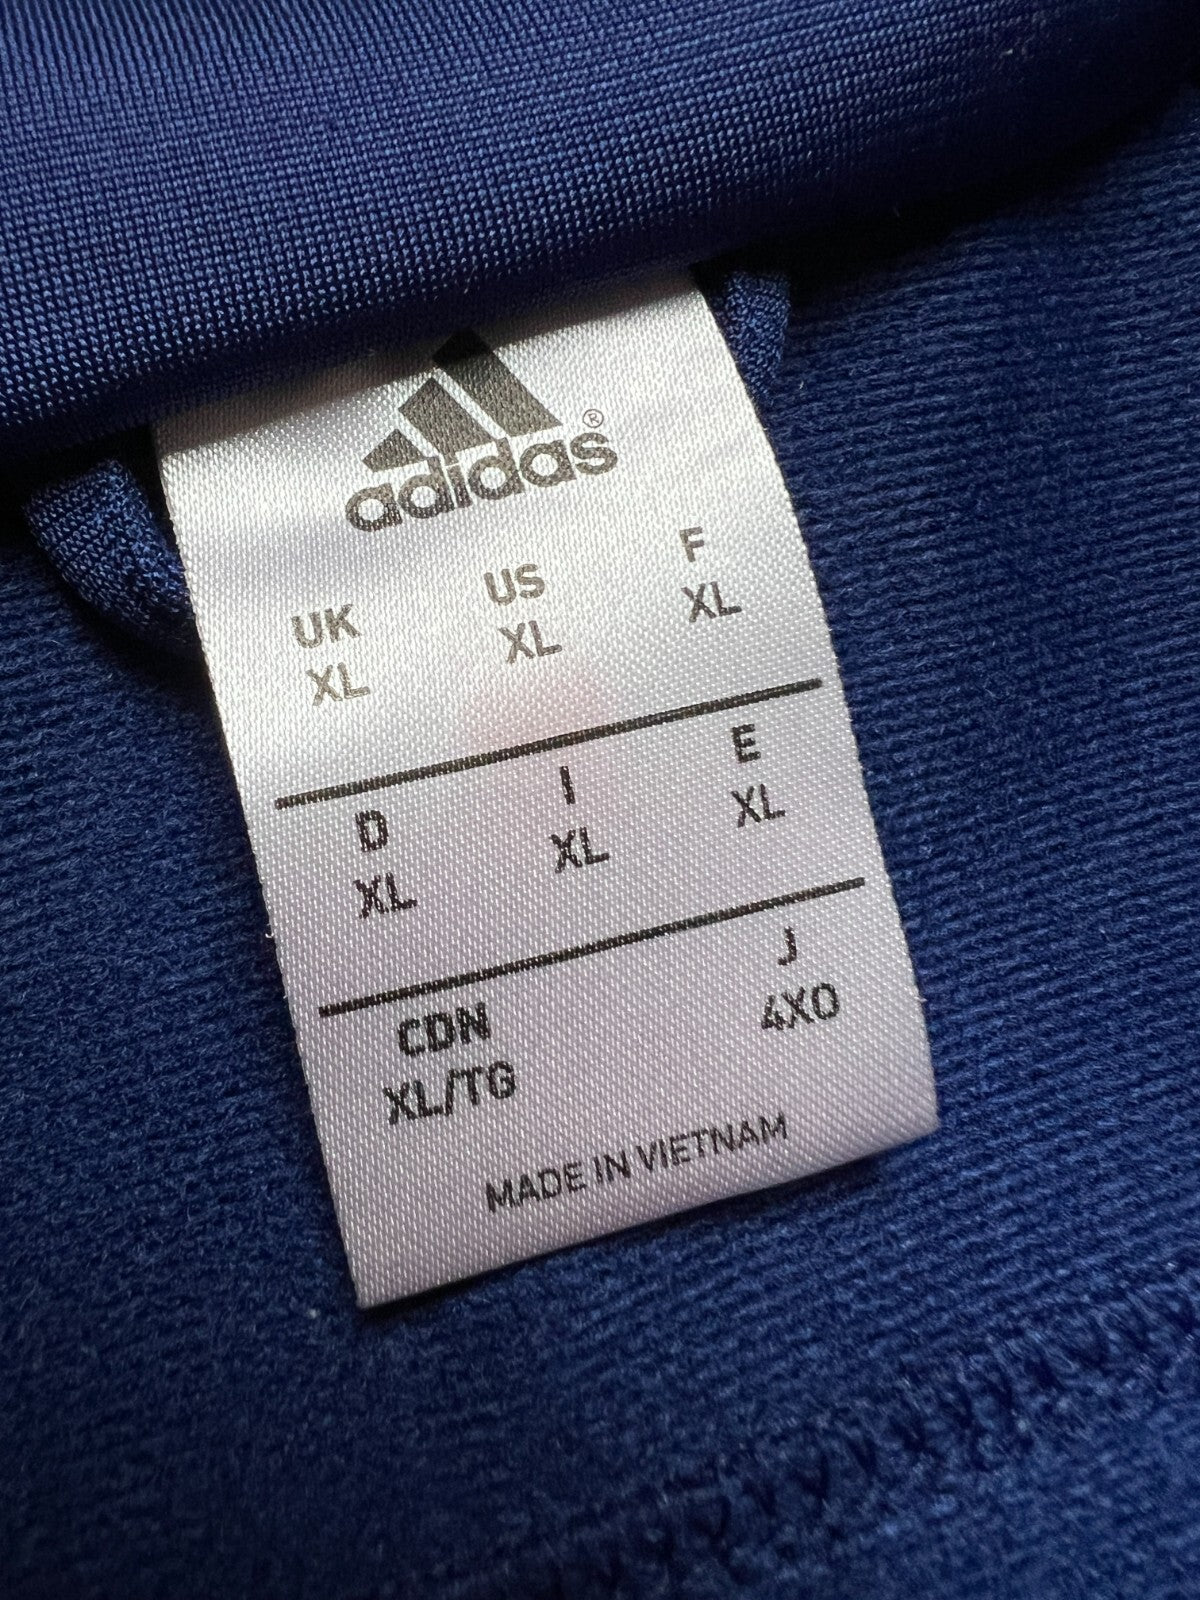 adidas®
UK US F
XL XL XL
D I E
XL XL XL
CDN J
XL/TG 4XO
MADE IN VIETNAM